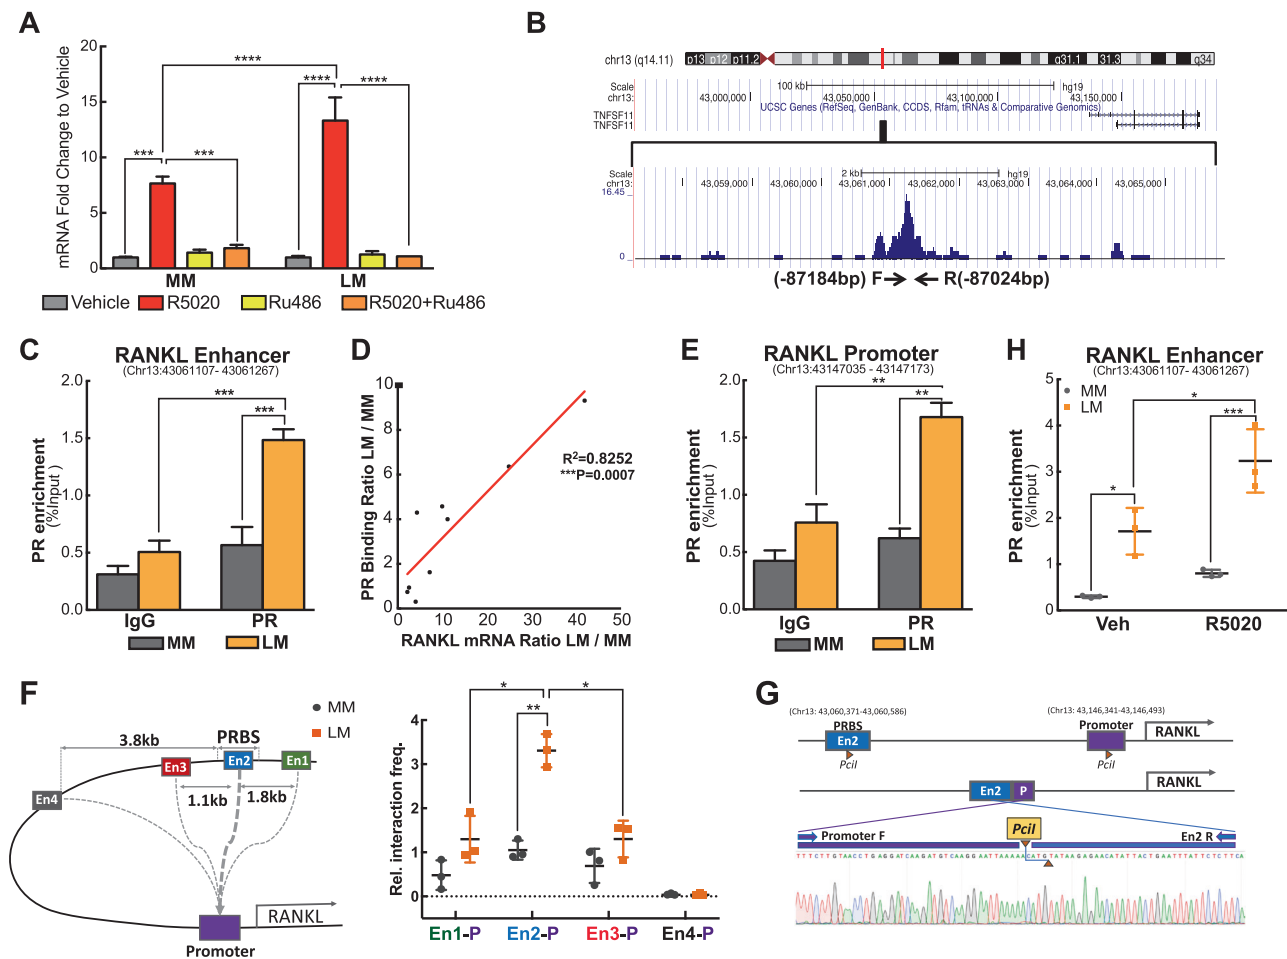 A
mRNA Fold Change to Vehicle
20
15
10
5
0
****
****
****
***
***
MM
LM
Vehicle
R5020
Ru486
R5020+Ru486
B
chr13 (q14.11)
p13
p12
p11.2
q31.1
31.3
q34
Scale
100 kb
hg19
chr13:
43,000,000
43,050,000
43,100,000
43,150,000
UCSC Genes (RefSeq, GenBank, CCDS, Rfam, tRNAs & Comparative Genomics)
TNFSF11
TNFSF11
Scale
2 kb
hg19
chr13:
43,059,000
43,060,000
43,061,000
43,062,000
43,063,000
43,064,000
43,065,000
16.45
0
(-87184bp) F
R(-87024bp)
C
RANKL Enhancer
(Chr13:43061107- 43061267)
PR enrichment
(%Input )
2.0
1.5
1.0
0.5
0.0
***
***
IgG
PR
MM
LM
D
PR Binding Ratio LM / MM
10
8
6
4
2
0
R2=0.8252
***P=0.0007
0
10
20
30
40
50
RANKL mRNA Ratio LM / MM
E
RANKL Promoter
(Chr13:43147035 - 43147173)
PR enrichment
(%Input )
2.0
1.5
1.0
0.5
0.0
**
**
IgG
PR
MM
LM
H
RANKL Enhancer
(Chr13:43061107- 43061267)
PR enrichment
(%Input )
5
4
3
2
1
0
MM
LM
*
***
*
Veh
R5020
F
MM
LM
3.8kb
PRBS
En3
En2
En1
En4
1.1kb
1.8kb
RANKL
Promoter
Rel. interaction freq.
4
3
2
1
0
*
*
**
En1-P
En2-P
En3-P
En4-P
G
(Chr13: 43,060,371-43,060,586)
(Chr13: 43,146,341-43,146,493)
PRBS
Promoter
RANKL
En2
PciI
PciI
RANKL
En2
P
PciI
Promoter F
En2 R
TTTCTTGTAACCTGAGGATCAAGATGTCAAGGAATTAAAAACATGTATAAGAGAACATATTACTGAATTTATTCTCTTCA